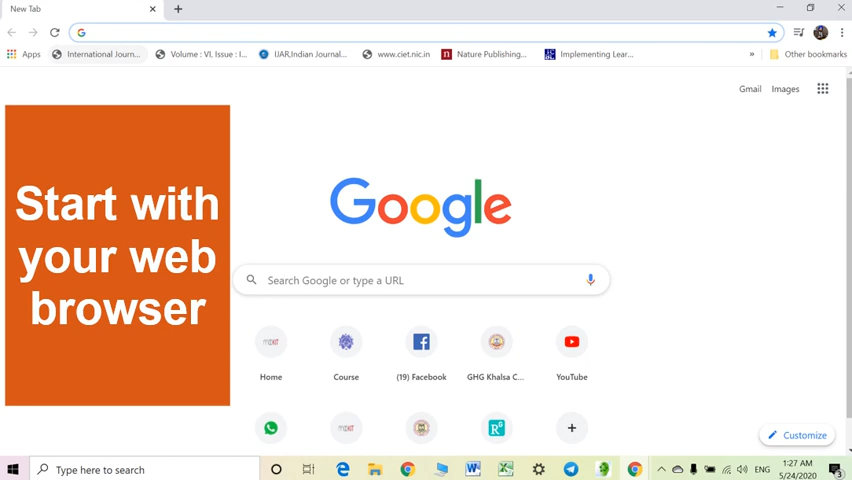 New Tab
Apps International Journ... Volume : VI, Issue : I... IJAR,Indian Journal... www.ciet.nic.in Nature Publishing... Implementing Lear... » Other bookmarks
Gmail Images
Start with
your web
browser
Google
Search Google or type a URL
Home Course (19) Facebook GHG Khalsa C... YouTube
Customize
Type here to search
ENG
1:27 AM
5/24/2020
3